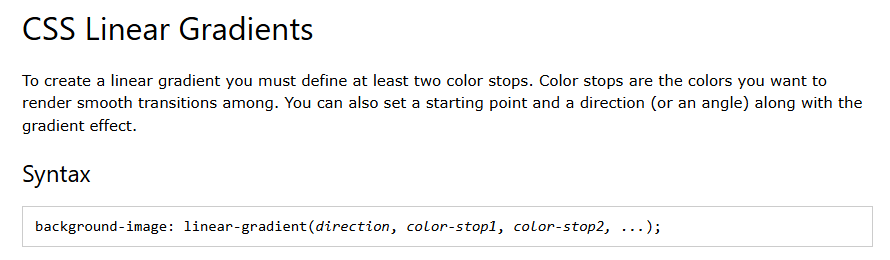 CSS Linear Gradients
To create a linear gradient you must define at least two color stops. Color stops are the colors you want to
render smooth transitions among. You can also set a starting point and a direction (or an angle) along with the
gradient effect.
Syntax
background-image: linear-gradient(direction, color-stop1, color-stop2, ...);